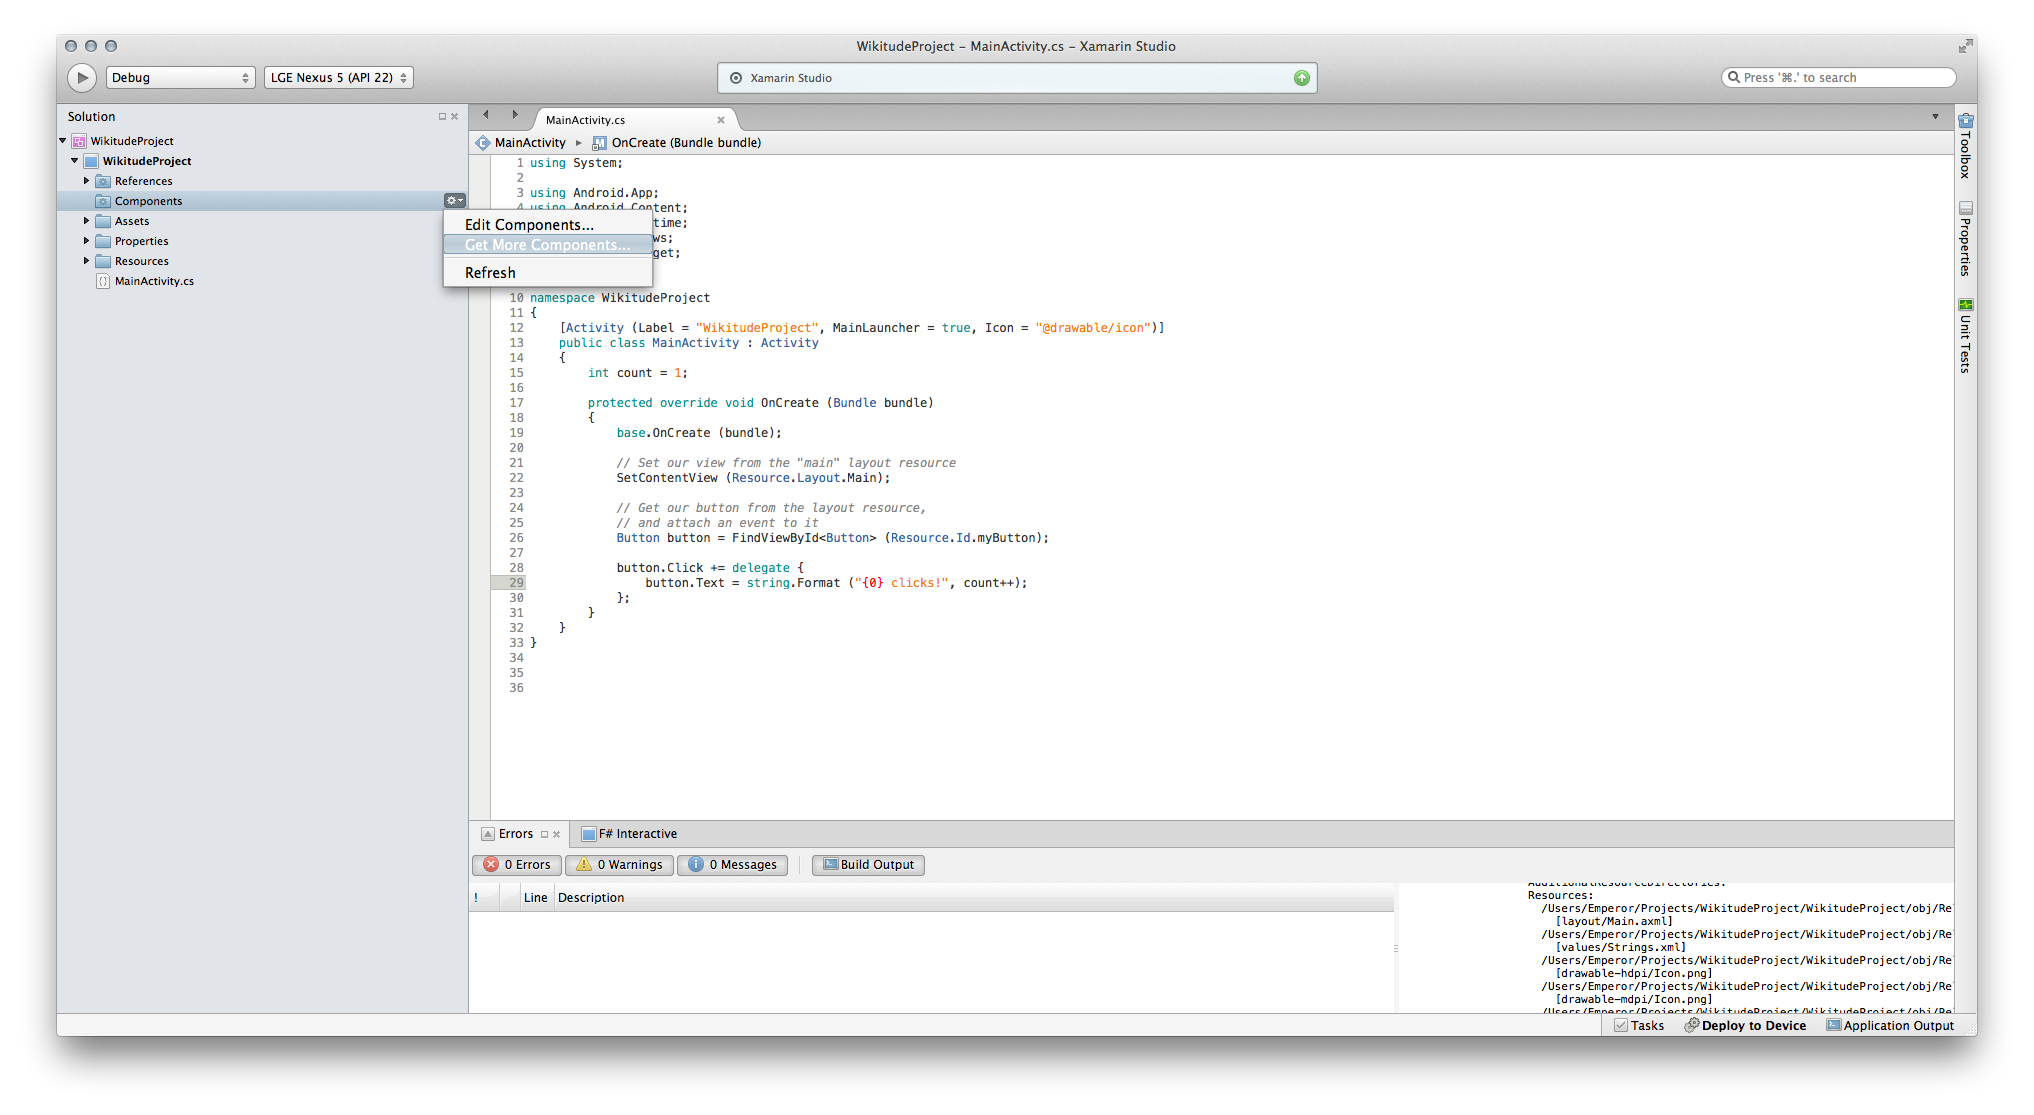 WikitudeProject – MainActivity.cs – Xamarin Studio
Debug
LGE Nexus 5 (API 22)
Xamarin Studio
Press '⌘.' to search
Solution
WikitudeProject
WikitudeProject
References
Components
Assets
Properties
Resources
MainActivity.cs
Edit Components...
Get More Components...
Refresh
MainActivity.cs
MainActivity ▸ OnCreate (Bundle bundle)
1 using System;
2
3 using Android.App;
4 using Android.Content;
time;
ws;
get;
10 namespace WikitudeProject
11 {
12 [Activity (Label = "WikitudeProject", MainLauncher = true, Icon = "@drawable/icon")]
13 public class MainActivity : Activity
14 {
15 int count = 1;
16
17 protected override void OnCreate (Bundle bundle)
18 {
19 base.OnCreate (bundle);
20
21 // Set our view from the "main" layout resource
22 SetContentView (Resource.Layout.Main);
23
24 // Get our button from the layout resource,
25 // and attach an event to it
26 Button button = FindViewById<Button> (Resource.Id.myButton);
27
28 button.Click += delegate {
29 button.Text = string.Format ("{0} clicks!", count++);
30 };
31 }
32 }
33 }
34
35
36
Toolbox
Properties
Unit Tests
Errors
F# Interactive
0 Errors
0 Warnings
0 Messages
Build Output
! Line Description
AdditionalResourceDirectories:
Resources:
/Users/Emperor/Projects/WikitudeProject/WikitudeProject/obj/Re
[layout/Main.axml]
/Users/Emperor/Projects/WikitudeProject/WikitudeProject/obj/Re
[values/Strings.xml]
/Users/Emperor/Projects/WikitudeProject/WikitudeProject/obj/Re
[drawable-hdpi/Icon.png]
/Users/Emperor/Projects/WikitudeProject/WikitudeProject/obj/Re
[drawable-mdpi/Icon.png]
/Users/Emperor/Projects/WikitudeProject/WikitudeProject/obj/Re
Tasks
Deploy to Device
Application Output